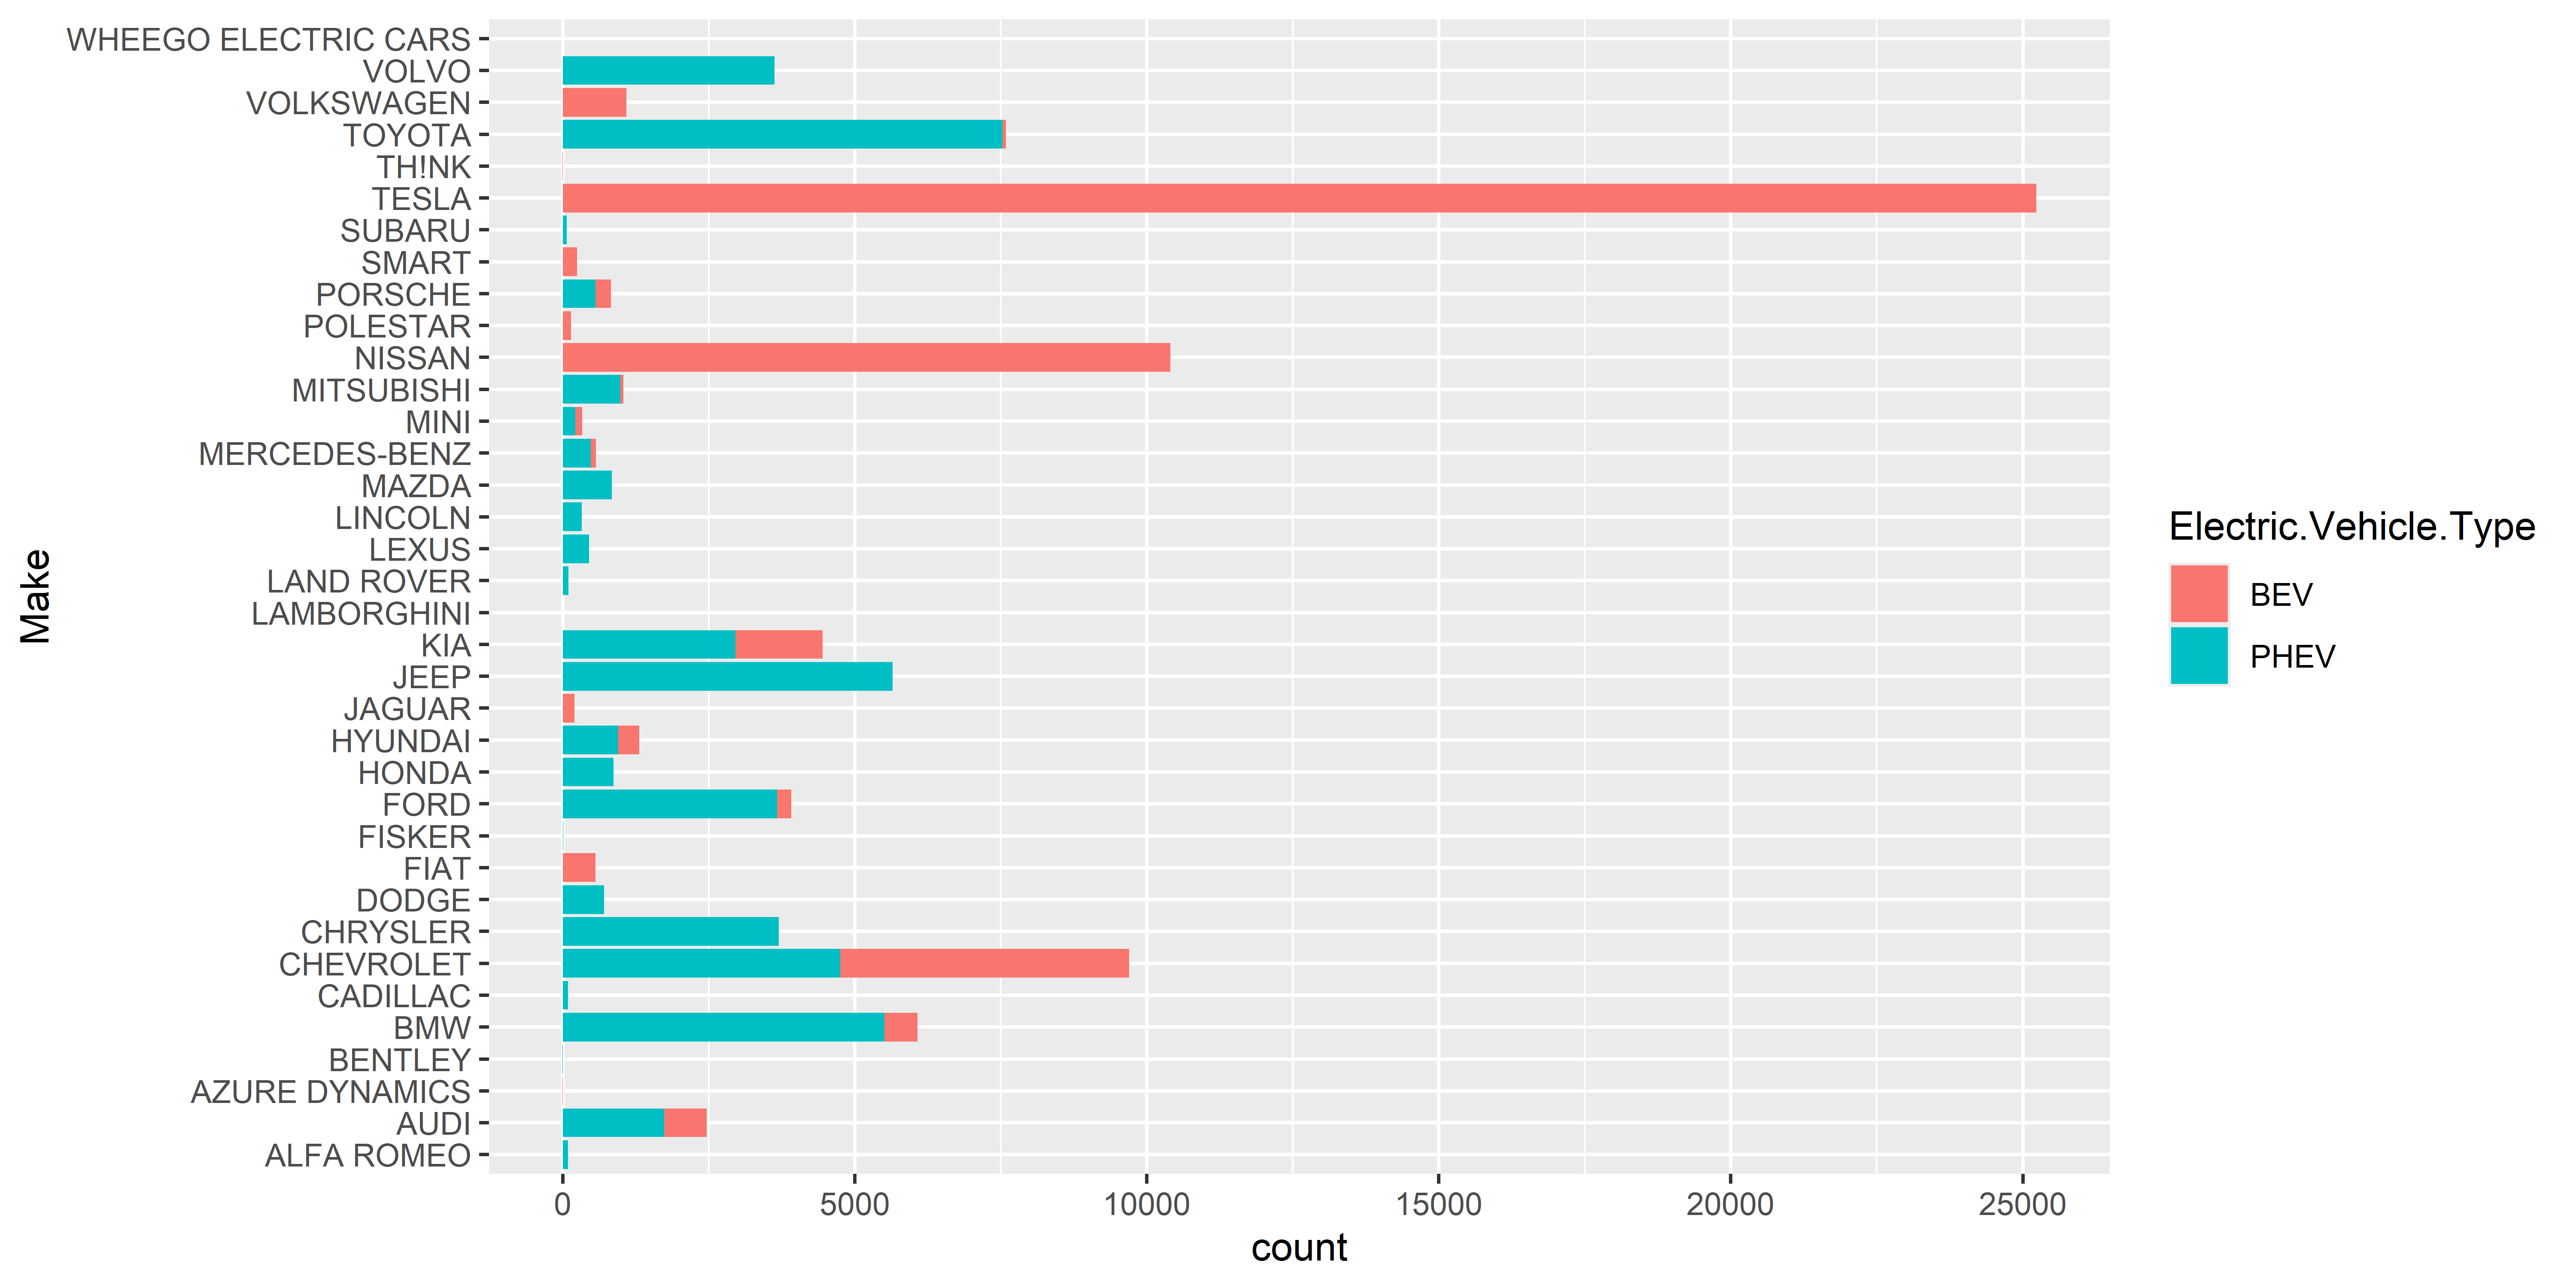 WHEEGO ELECTRIC CARS
VOLVO
VOLKSWAGEN
TOYOTA
TH!NK
TESLA
SUBARU
SMART
PORSCHE
POLESTAR
NISSAN
MITSUBISHI
MINI
MERCEDES-BENZ
MAZDA
LINCOLN
LEXUS
LAND ROVER
LAMBORGHINI
KIA
JEEP
JAGUAR
HYUNDAI
HONDA
FORD
FISKER
FIAT
DODGE
CHRYSLER
CHEVROLET
CADILLAC
BMW
BENTLEY
AZURE DYNAMICS
AUDI
ALFA ROMEO
Make
0 5000 10000 15000 20000 25000
count
Electric.Vehicle.Type
BEV
PHEV